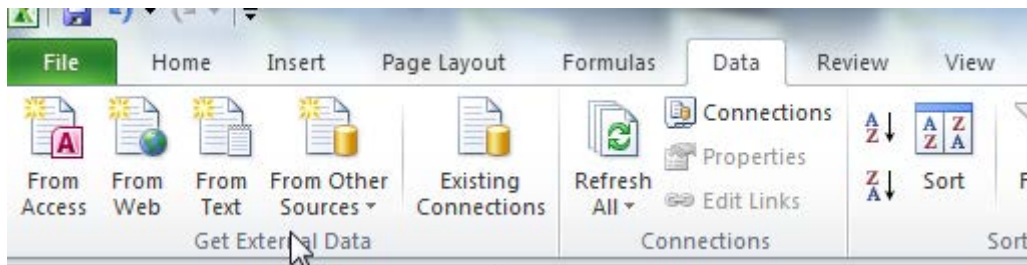 File Home Insert Page Layout Formulas Data Review View
From Access
From Web
From Text
From Other Sources
Existing Connections
Refresh All
Connections
Properties
Edit Links
A Z
Z A
A Z Z A
Sort
Get External Data
Connections
Sort